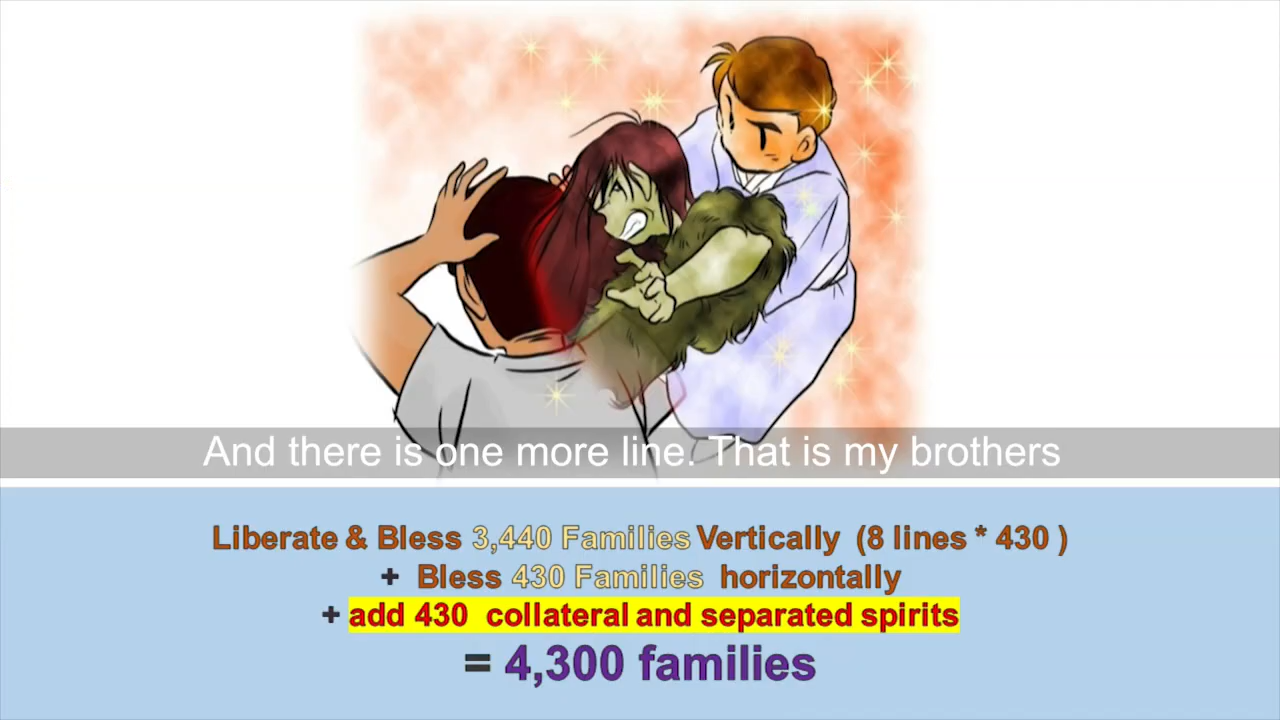 And there is one more line. That is my brothers
Liberate & Bless 3,440 Families Vertically (8 lines * 430 )
+ Bless 430 Families horizontally
+ add 430 collateral and separated spirits
= 4,300 families